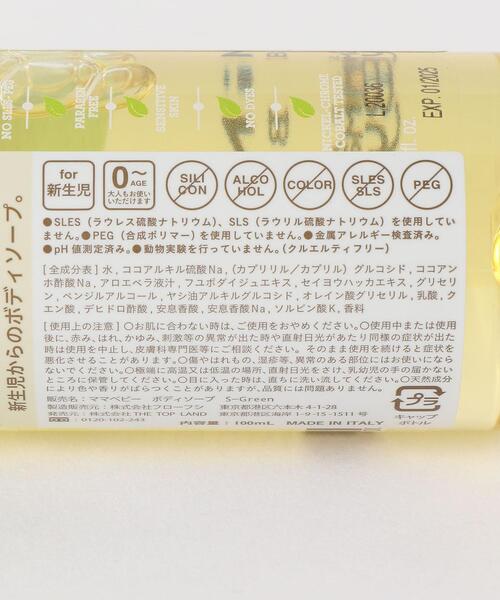 NO SLES-PEG
PARABEN
FREE
SENSITIVE
SKIN
NO DYES
NICKEL-CHROME
COBALT TESTED
L 20036
EXP. 01/2025
fl. oz.
新生児からのボディソープ。
for
新生児
0~AGE
大人もお使い
いただけます
SILI
CON
ALCO
HOL
COLOR
SLES
SLS
PEG
●SLES（ラウレス硫酸ナトリウム）、SLS（ラウリル硫酸ナトリウム）を使用してい
ません。●PEG（合成ポリマー）を使用していません。●金属アレルギー検査済み。
●pH 値測定済み。●動物実験を行っていません。（クルエルティフリー）
[全成分表] 水，ココアルキル硫酸Na，（カプリリル／カプリル）グルコシド，ココアン
ホ酢酸Na，アロエベラ液汁，フユボダイジュエキス，セイヨウハッカエキス，グリセリ
ン，ベンジルアルコール，ヤシ油アルキルグルコシド，オレイン酸グリセリル，乳酸，ク
エン酸，デヒドロ酢酸，安息香酸，安息香酸Na，ソルビン酸K，香料
[使用上の注意] 〇お肌に合わない時は、ご使用をおやめください。〇使用中または使用
後に、赤み、はれ、かゆみ、刺激等の異常が出た時や直射日光があたり同様の症状が出た
時は使用を中止し、皮膚科専門医等にご相談ください。そのまま使用を続けると症状を
悪化させることがあります。〇傷やはれもの、湿疹等、異常のある部位にはお使いになら
ないでください。〇極端に高温又は低温の場所、直射日光をさけ、乳幼児の手の届かない
ところに保管してください。〇目に入った時は、直ちに洗い流してください。〇天然成分
により色や香りがばらつくことがありますが、品質には問題ありません。
販売名：ママベビー ボディソープ S-Green
製造販売元：株式会社フローフシ 東京都港区六本木4-1-28
発売元：株式会社THE TOP LAND 東京都港区海岸1-9-15-1511号
0120-102-243
内容量：100mL MADE IN ITALY
プラ
キャップ
ボトル